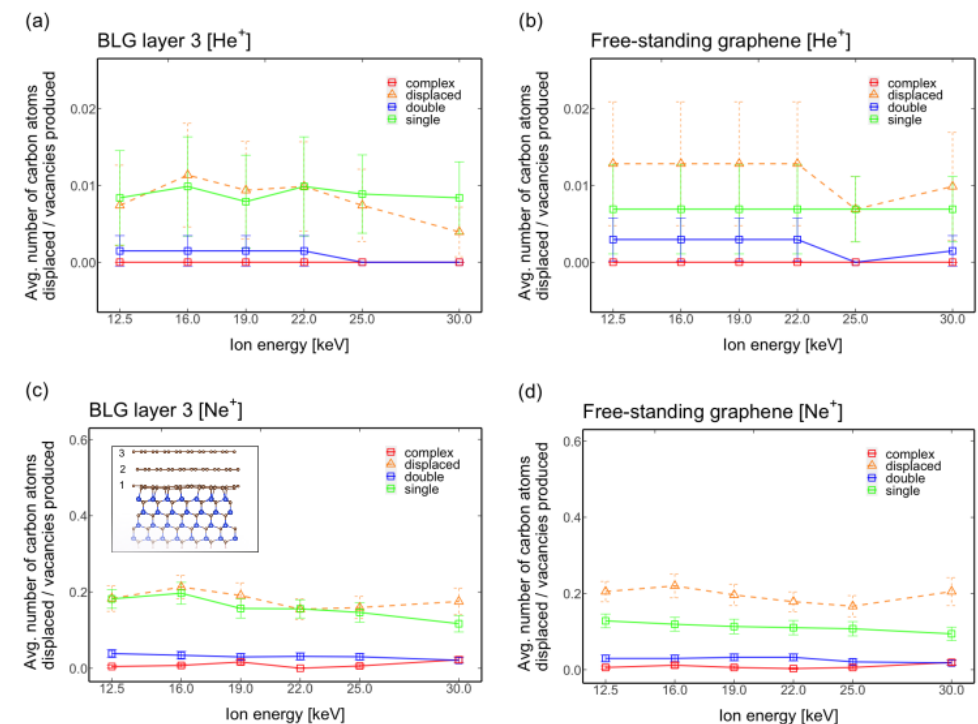 (a)
BLG layer 3 [He+]
complex
displaced
double
single
Avg. number of carbon atoms
displaced / vacancies produced
0.02
0.01
0.00
12.5 16.0 19.0 22.0 25.0 30.0
Ion energy [keV]
(b)
Free-standing graphene [He+]
complex
displaced
double
single
Avg. number of carbon atoms
displaced / vacancies produced
0.02
0.01
0.00
12.5 16.0 19.0 22.0 25.0 30.0
Ion energy [keV]
(c)
BLG layer 3 [Ne+]
3
2
1
complex
displaced
double
single
Avg. number of carbon atoms
displaced / vacancies produced
0.6
0.4
0.2
0.0
12.5 16.0 19.0 22.0 25.0 30.0
Ion energy [keV]
(d)
Free-standing graphene [Ne+]
complex
displaced
double
single
Avg. number of carbon atoms
displaced / vacancies produced
0.6
0.4
0.2
0.0
12.5 16.0 19.0 22.0 25.0 30.0
Ion energy [keV]